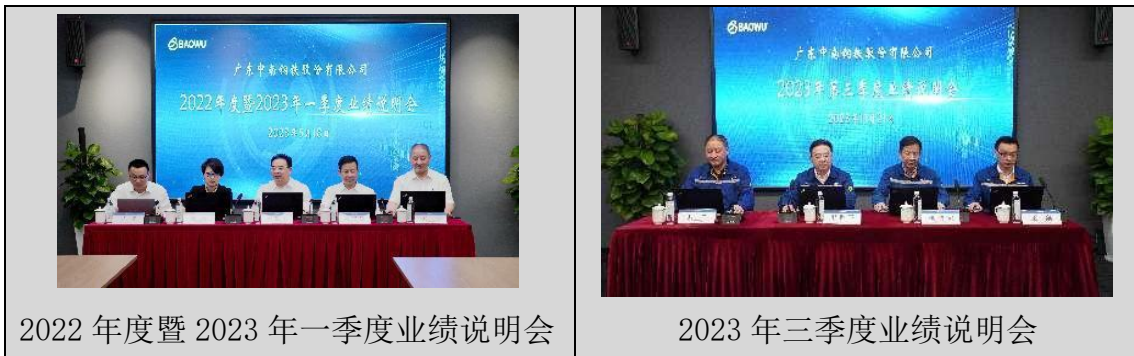 BAOWU
广东中南钢铁股份有限公司
2022年度暨2023年一季度业绩说明会
BAOWU
广东中南钢铁股份有限公司
2023年第三季度业绩说明会
2022 年度暨 2023 年一季度业绩说明会
2023 年三季度业绩说明会